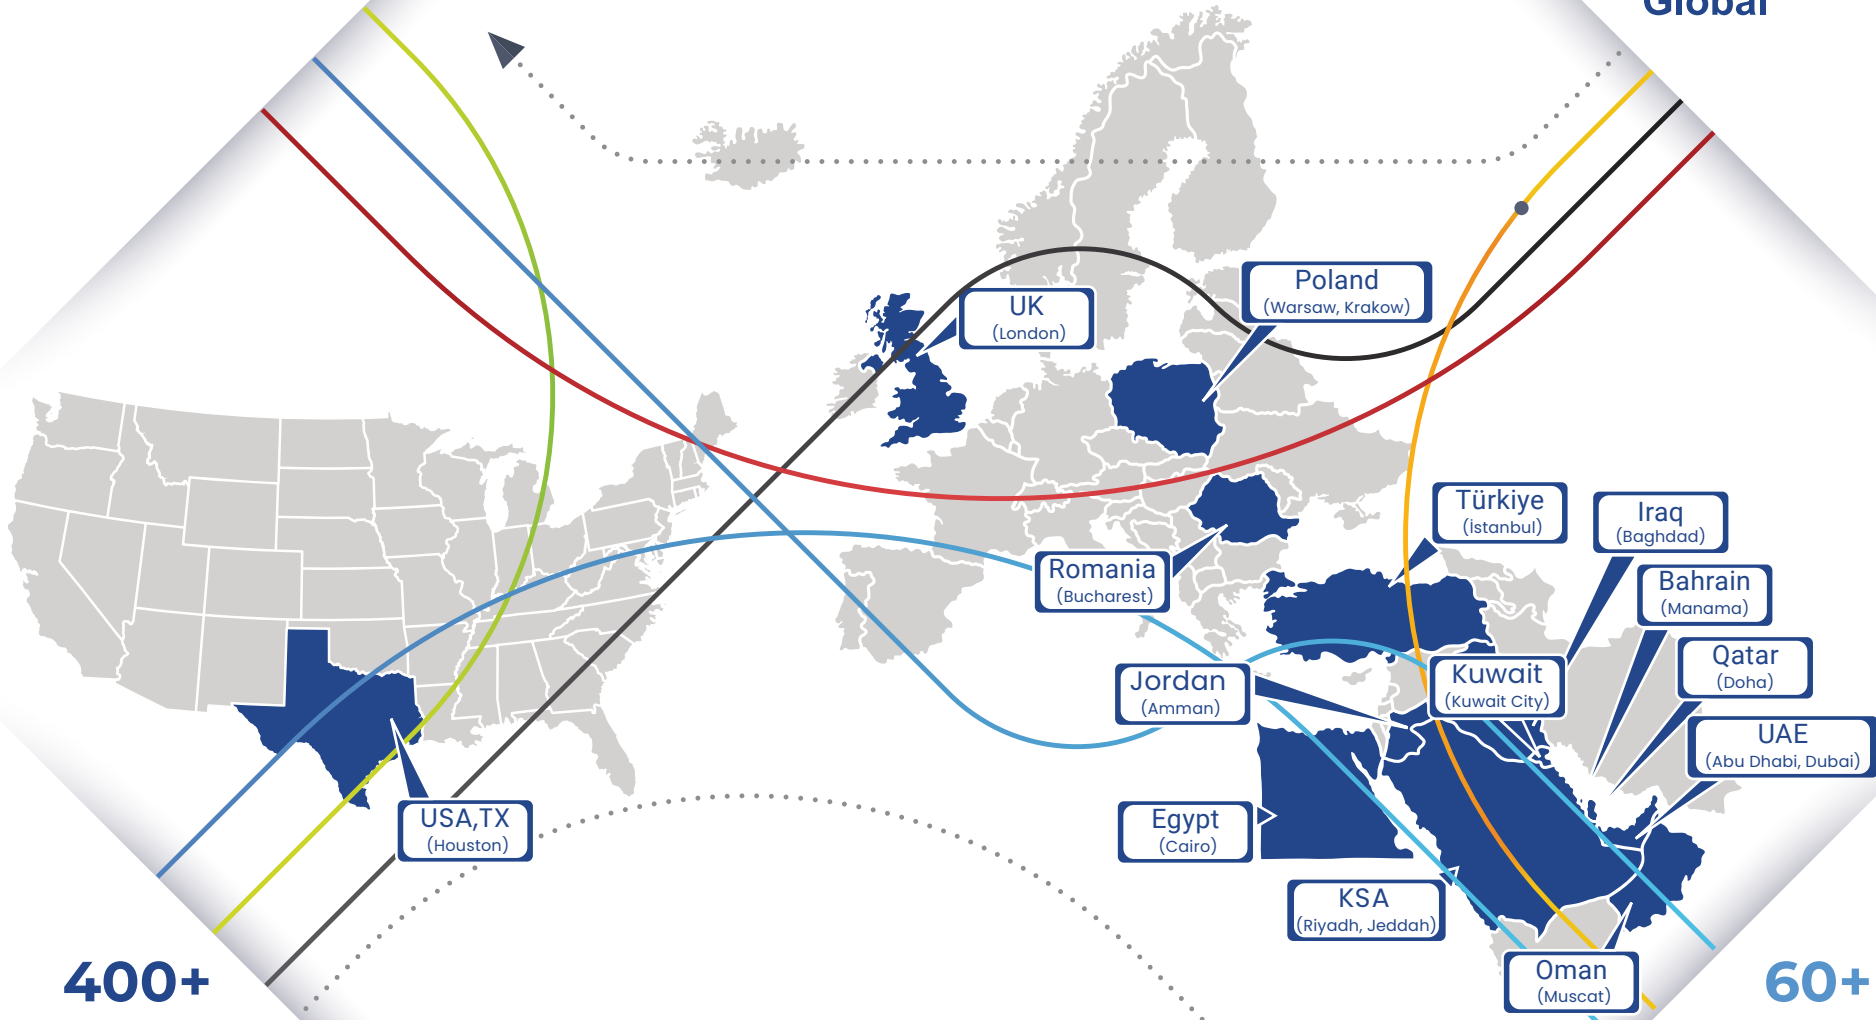 Global
UK
(London)
Poland
(Warsaw, Krakow)
Türkiye
(İstanbul)
Iraq
(Baghdad)
Romania
(Bucharest)
Bahrain
(Manama)
Qatar
(Doha)
Jordan
(Amman)
Kuwait
(Kuwait City)
UAE
(Abu Dhabi, Dubai)
USA,TX
(Houston)
Egypt
(Cairo)
KSA
(Riyadh, Jeddah)
Oman
(Muscat)
400+
60+